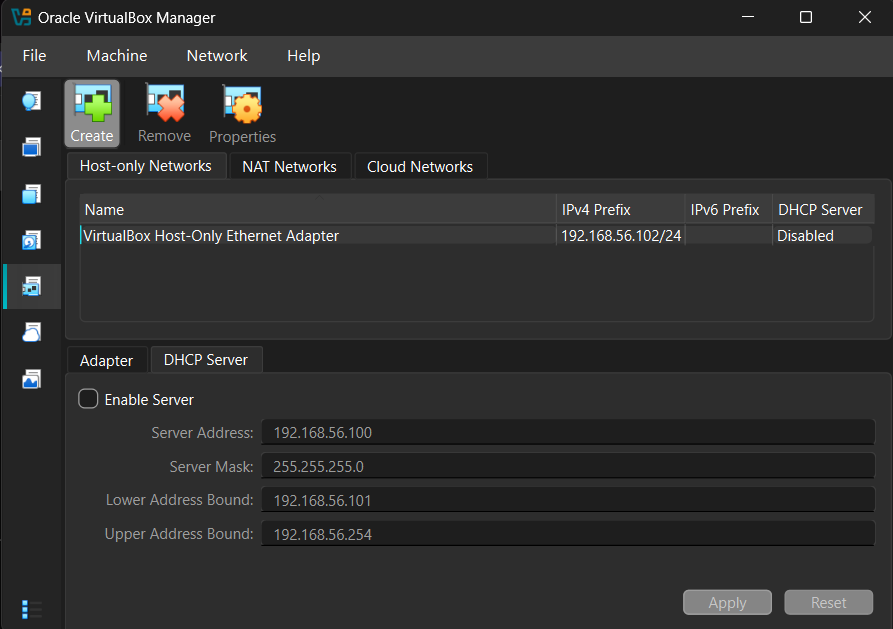 Oracle VirtualBox Manager
File Machine Network Help
Create Remove Properties
Host-only Networks NAT Networks Cloud Networks
Name IPv4 Prefix IPv6 Prefix DHCP Server
VirtualBox Host-Only Ethernet Adapter 192.168.56.102/24 Disabled
Adapter DHCP Server
Enable Server
Server Address: 192.168.56.100
Server Mask: 255.255.255.0
Lower Address Bound: 192.168.56.101
Upper Address Bound: 192.168.56.254
Apply Reset